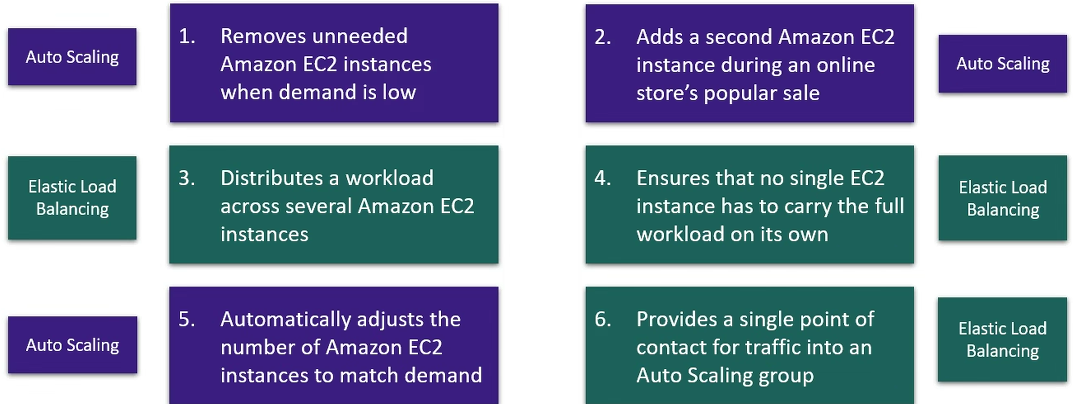 Auto Scaling
1. Removes unneeded
Amazon EC2 instances
when demand is low
2. Adds a second Amazon EC2
instance during an online
store’s popular sale
Auto Scaling
Elastic Load
Balancing
3. Distributes a workload
across several Amazon EC2
instances
4. Ensures that no single EC2
instance has to carry the full
workload on its own
Elastic Load
Balancing
Auto Scaling
5. Automatically adjusts the
number of Amazon EC2
instances to match demand
6. Provides a single point of
contact for traffic into an
Auto Scaling group
Elastic Load
Balancing